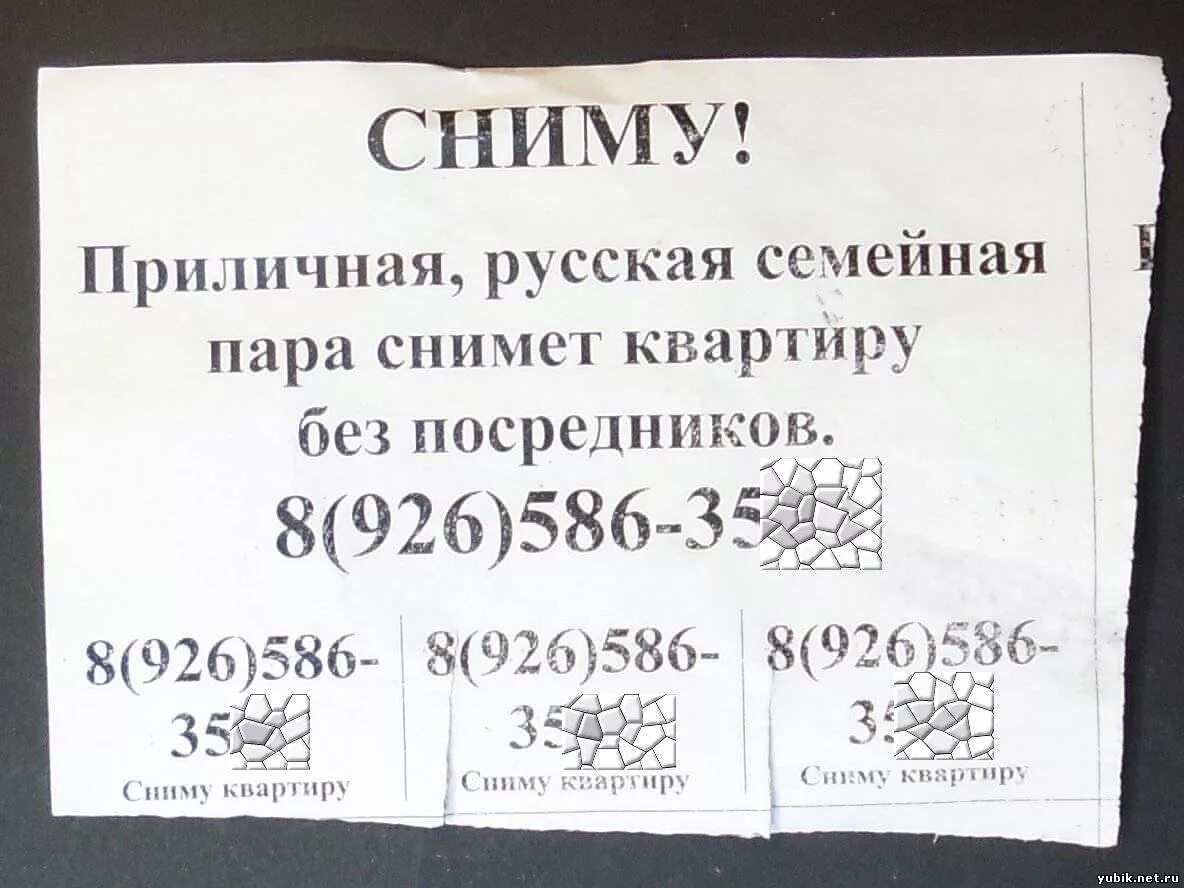 СНИМУ!
Приличная, русская семейная
пара снимет квартиру
без посредников.
8(926)586-35
8(926)586- 8(926)586- 8(926)586-
35 35 35
Сниму квартиру Сниму квартиру Сниму квартиру
yubik.net.ru